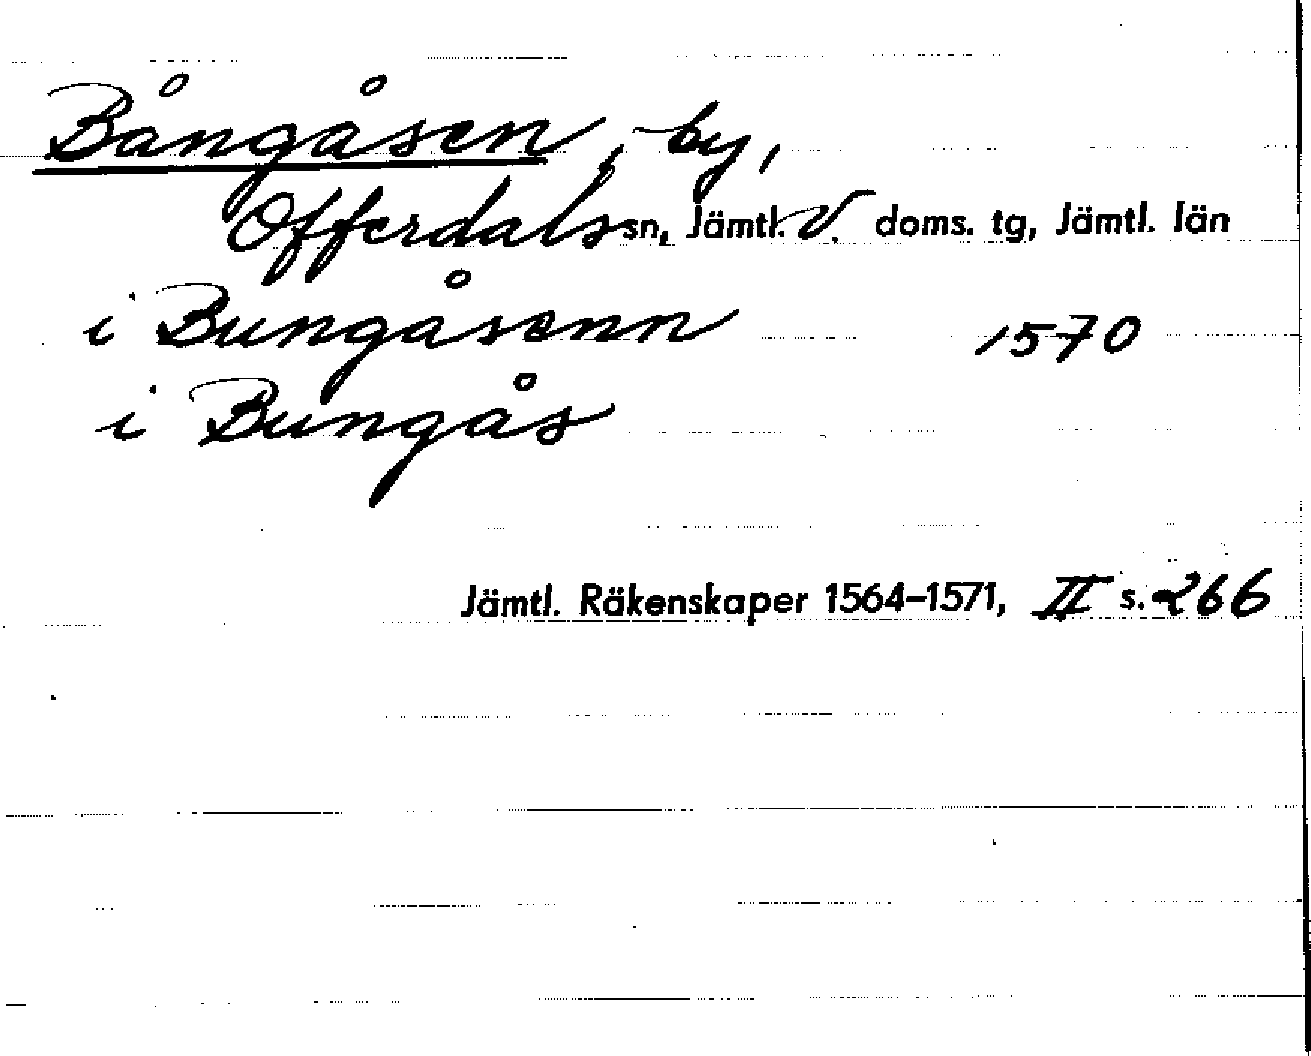 Bångåsen, by,
Offerdals sn, Jämtl. V. doms. tg, Jämtl. län
i Bungåsenn 1570
i Bungås
Jämtl. Räkenskaper 1564-1571, II s. 266